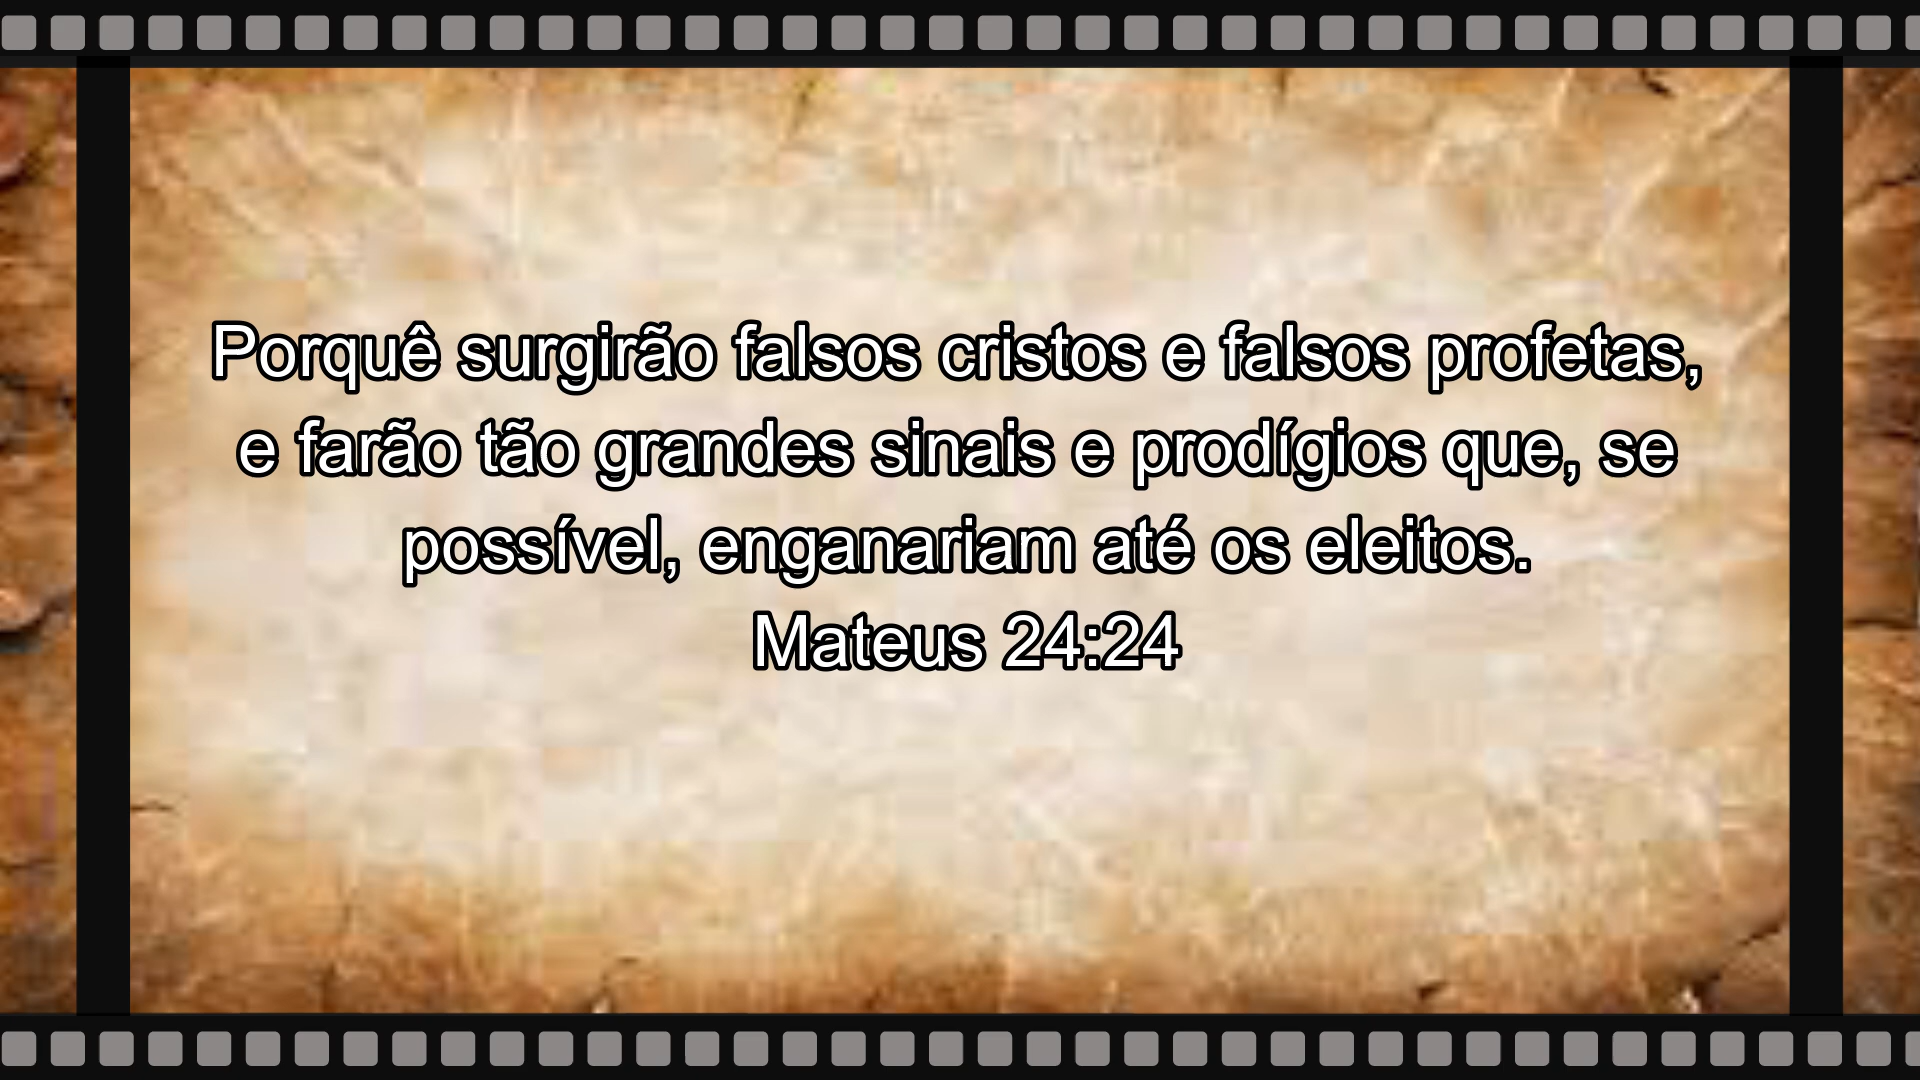 Porquê surgirão falsos cristos e falsos profetas,
e farão tão grandes sinais e prodígios que, se
possível, enganariam até os eleitos.
Mateus 24:24